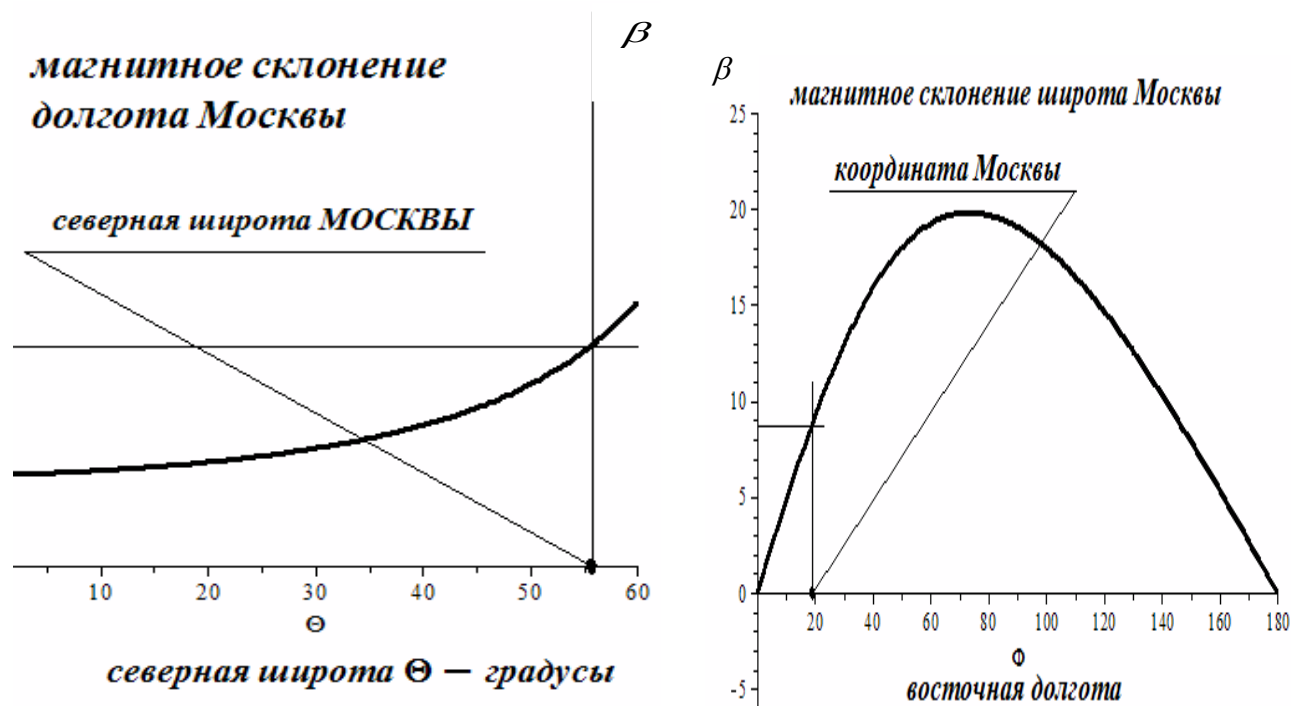 β
магнитное склонение
долгота Москвы
северная широта МОСКВЫ
10 20 30 40 50 60
Θ
северная широта Θ − градусы
β
магнитное склонение широта Москвы
25
координата Москвы
20
15
10
5
0
20 40 60 80 100 120 140 160 180
Φ
-5
восточная долгота